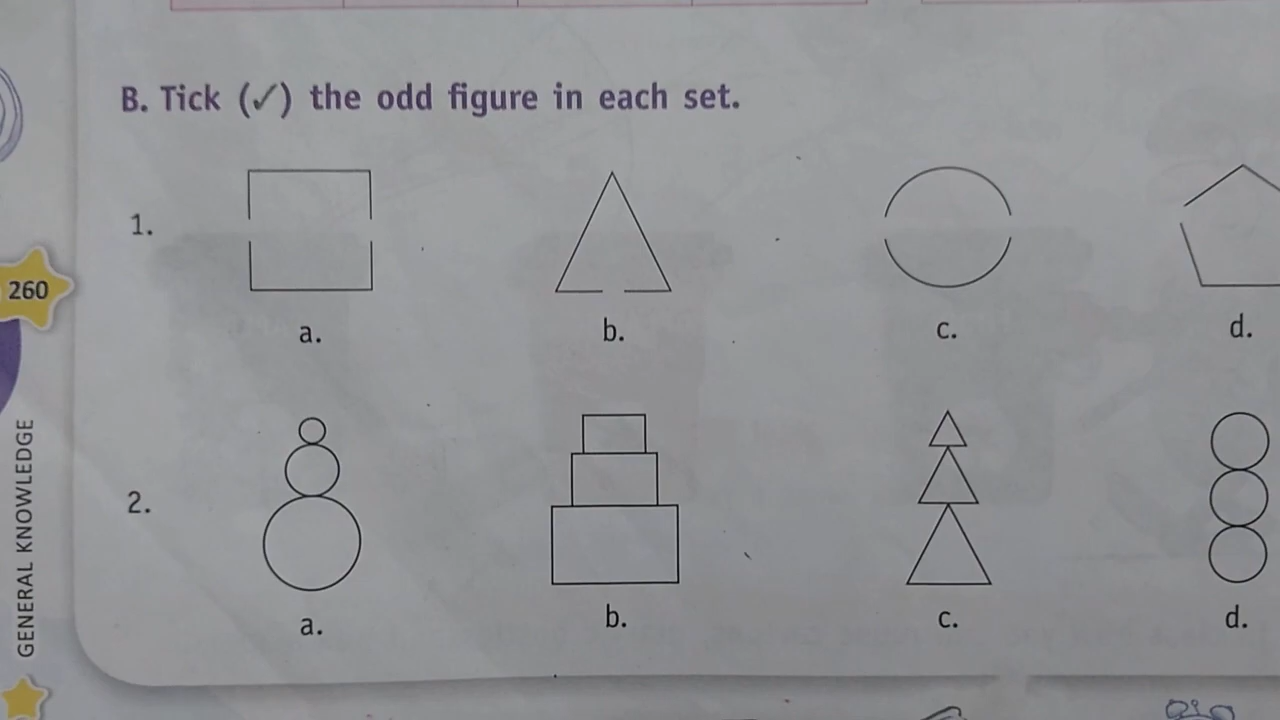 B. Tick (✓) the odd figure in each set.
1.
a. b. c. d.
2.
a. b. c. d.
260
GENERAL KNOWLEDGE